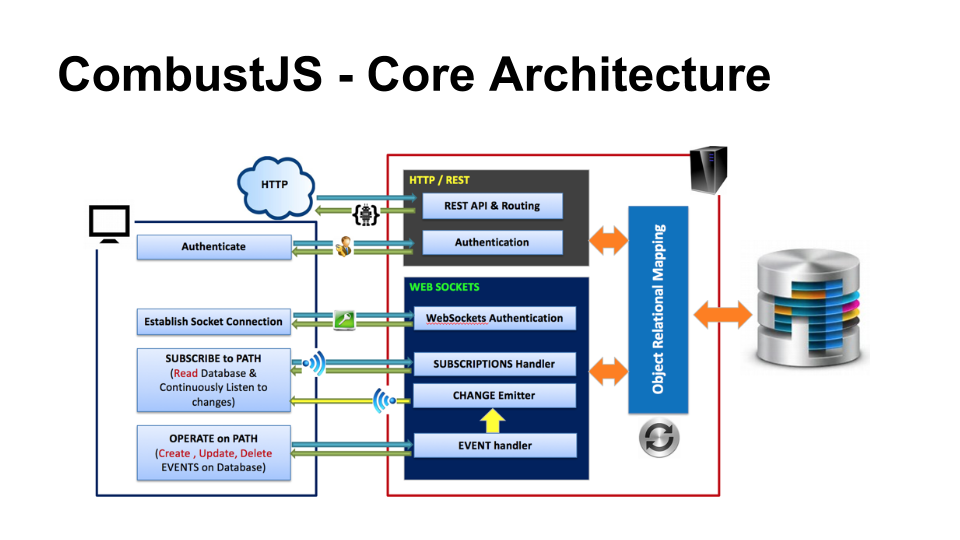 CombustJS - Core Architecture
HTTP
HTTP / REST
REST API & Routing
Authenticate
Authentication
WEB SOCKETS
Establish Socket Connection
WebSockets Authentication
SUBSCRIBE to PATH
(Read Database &
Continuously Listen to
changes)
SUBSCRIPTIONS Handler
CHANGE Emitter
OPERATE on PATH
(Create , Update, Delete
EVENTS on Database)
EVENT handler
Object Relational Mapping